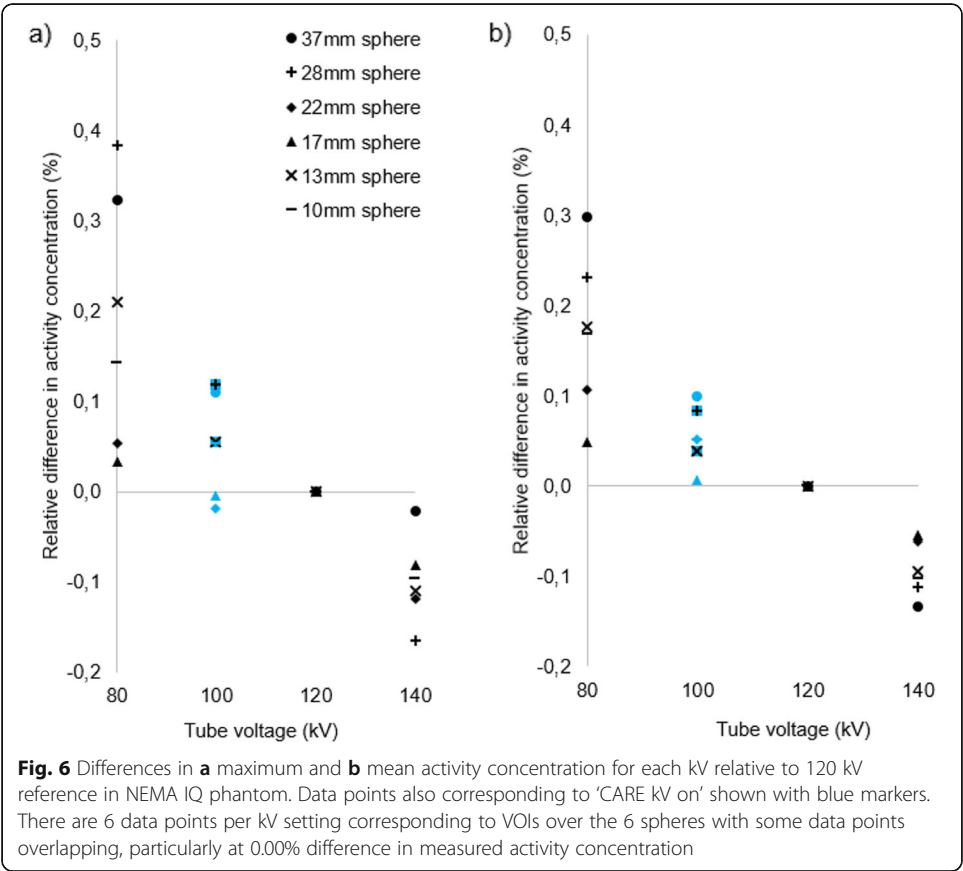 a)
Relative difference in activity concentration (%)
0,5
0,4
0,3
0,2
0,1
0,0
-0,1
-0,2
80 100 120 140
Tube voltage (kV)
37mm sphere
28mm sphere
22mm sphere
17mm sphere
13mm sphere
10mm sphere
b)
Relative difference in activity concentration (%)
0,5
0,4
0,3
0,2
0,1
0,0
-0,1
-0,2
80 100 120 140
Tube voltage (kV)
Fig. 6 Differences in a maximum and b mean activity concentration for each kV relative to 120 kV
reference in NEMA IQ phantom. Data points also corresponding to ‘CARE kV on’ shown with blue markers.
There are 6 data points per kV setting corresponding to VOIs over the 6 spheres with some data points
overlapping, particularly at 0.00% difference in measured activity concentration